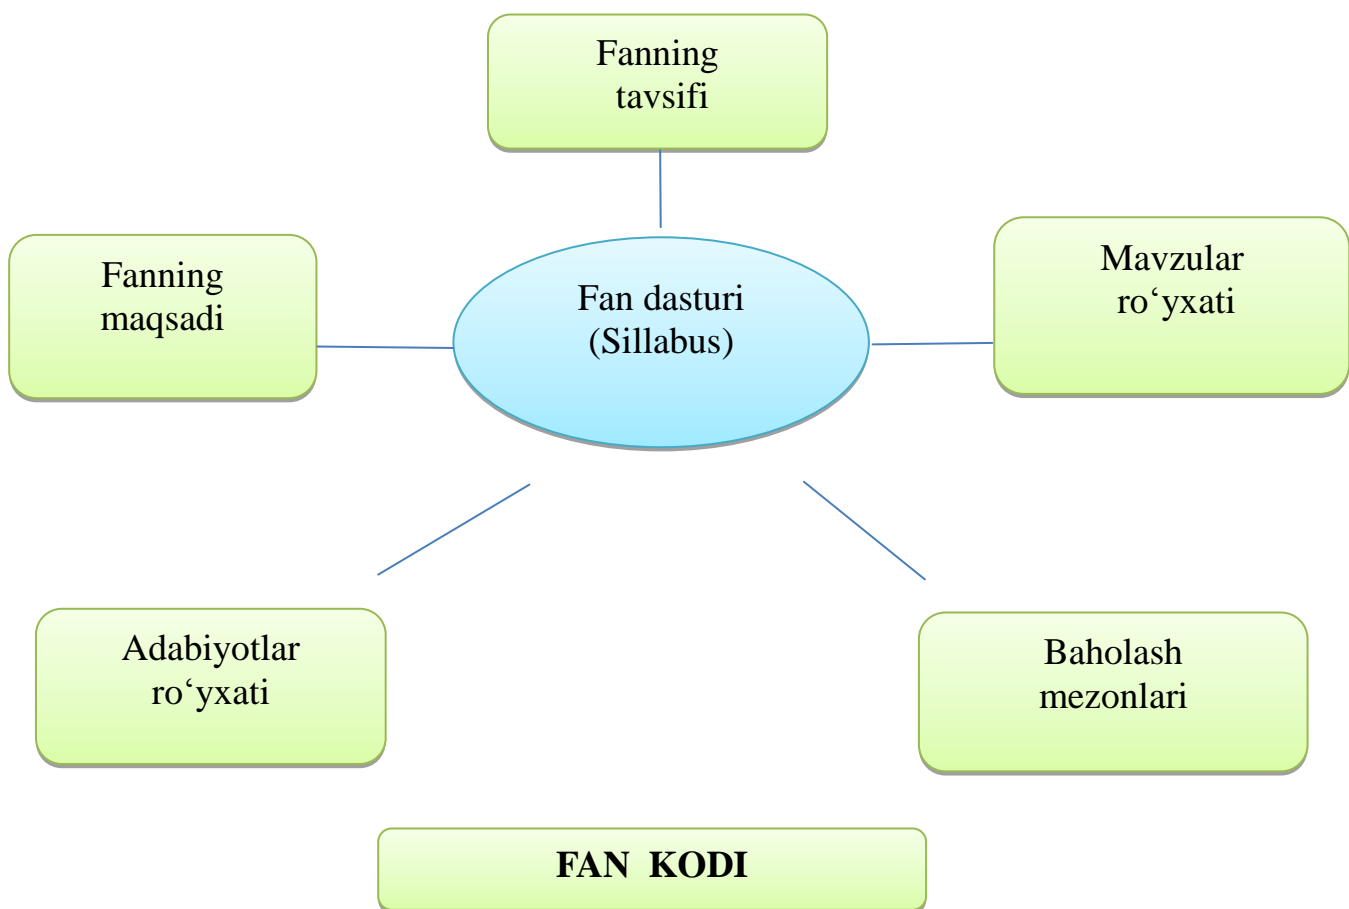 Fanning
tavsifi
Fanning
maqsadi
Fan dasturi
(Sillabus)
Mavzular
ro‘yxati
Adabiyotlar
ro‘yxati
Baholash
mezonlari
FAN KODI